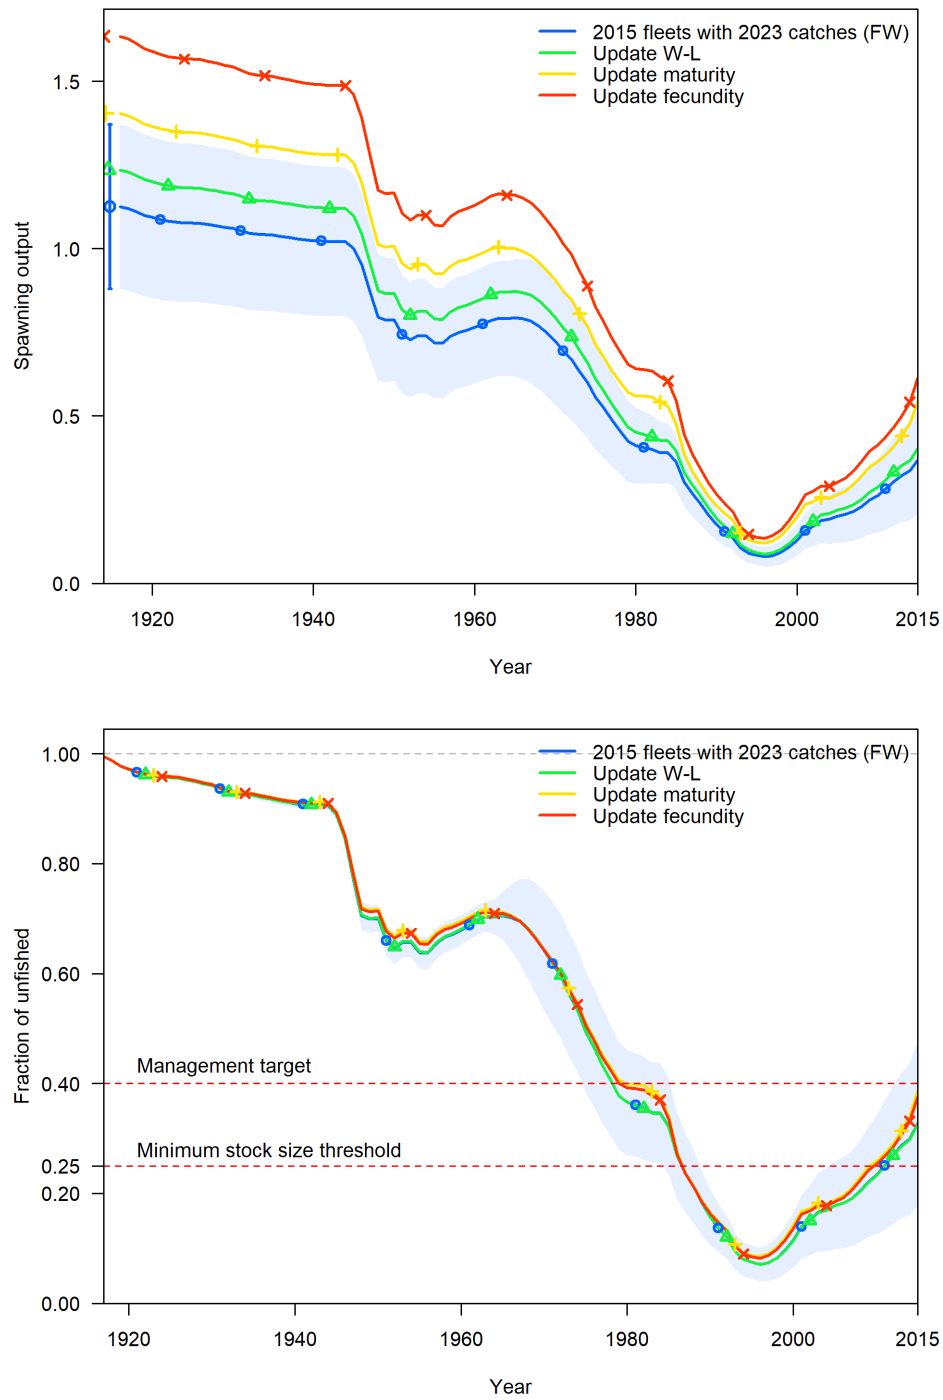 2015 fleets with 2023 catches (FW)
Update W-L
Update maturity
Update fecundity
1.5
1.0
0.5
0.0
Spawning output
1920 1940 1960 1980 2000 2015
Year
2015 fleets with 2023 catches (FW)
Update W-L
Update maturity
Update fecundity
1.00
0.80
0.60
Management target
0.40
Minimum stock size threshold
0.25
0.20
0.00
Fraction of unfished
1920 1940 1960 1980 2000 2015
Year